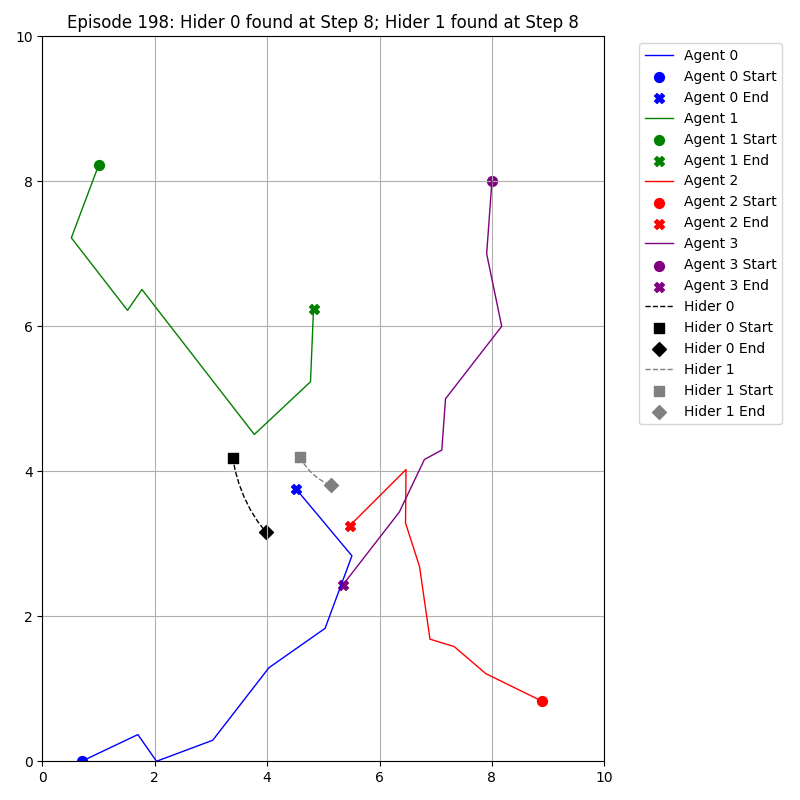 Episode 198: Hider 0 found at Step 8; Hider 1 found at Step 8
10
8
6
4
2
0
0 2 4 6 8 10
Agent 0
Agent 0 Start
Agent 0 End
Agent 1
Agent 1 Start
Agent 1 End
Agent 2
Agent 2 Start
Agent 2 End
Agent 3
Agent 3 Start
Agent 3 End
Hider 0
Hider 0 Start
Hider 0 End
Hider 1
Hider 1 Start
Hider 1 End